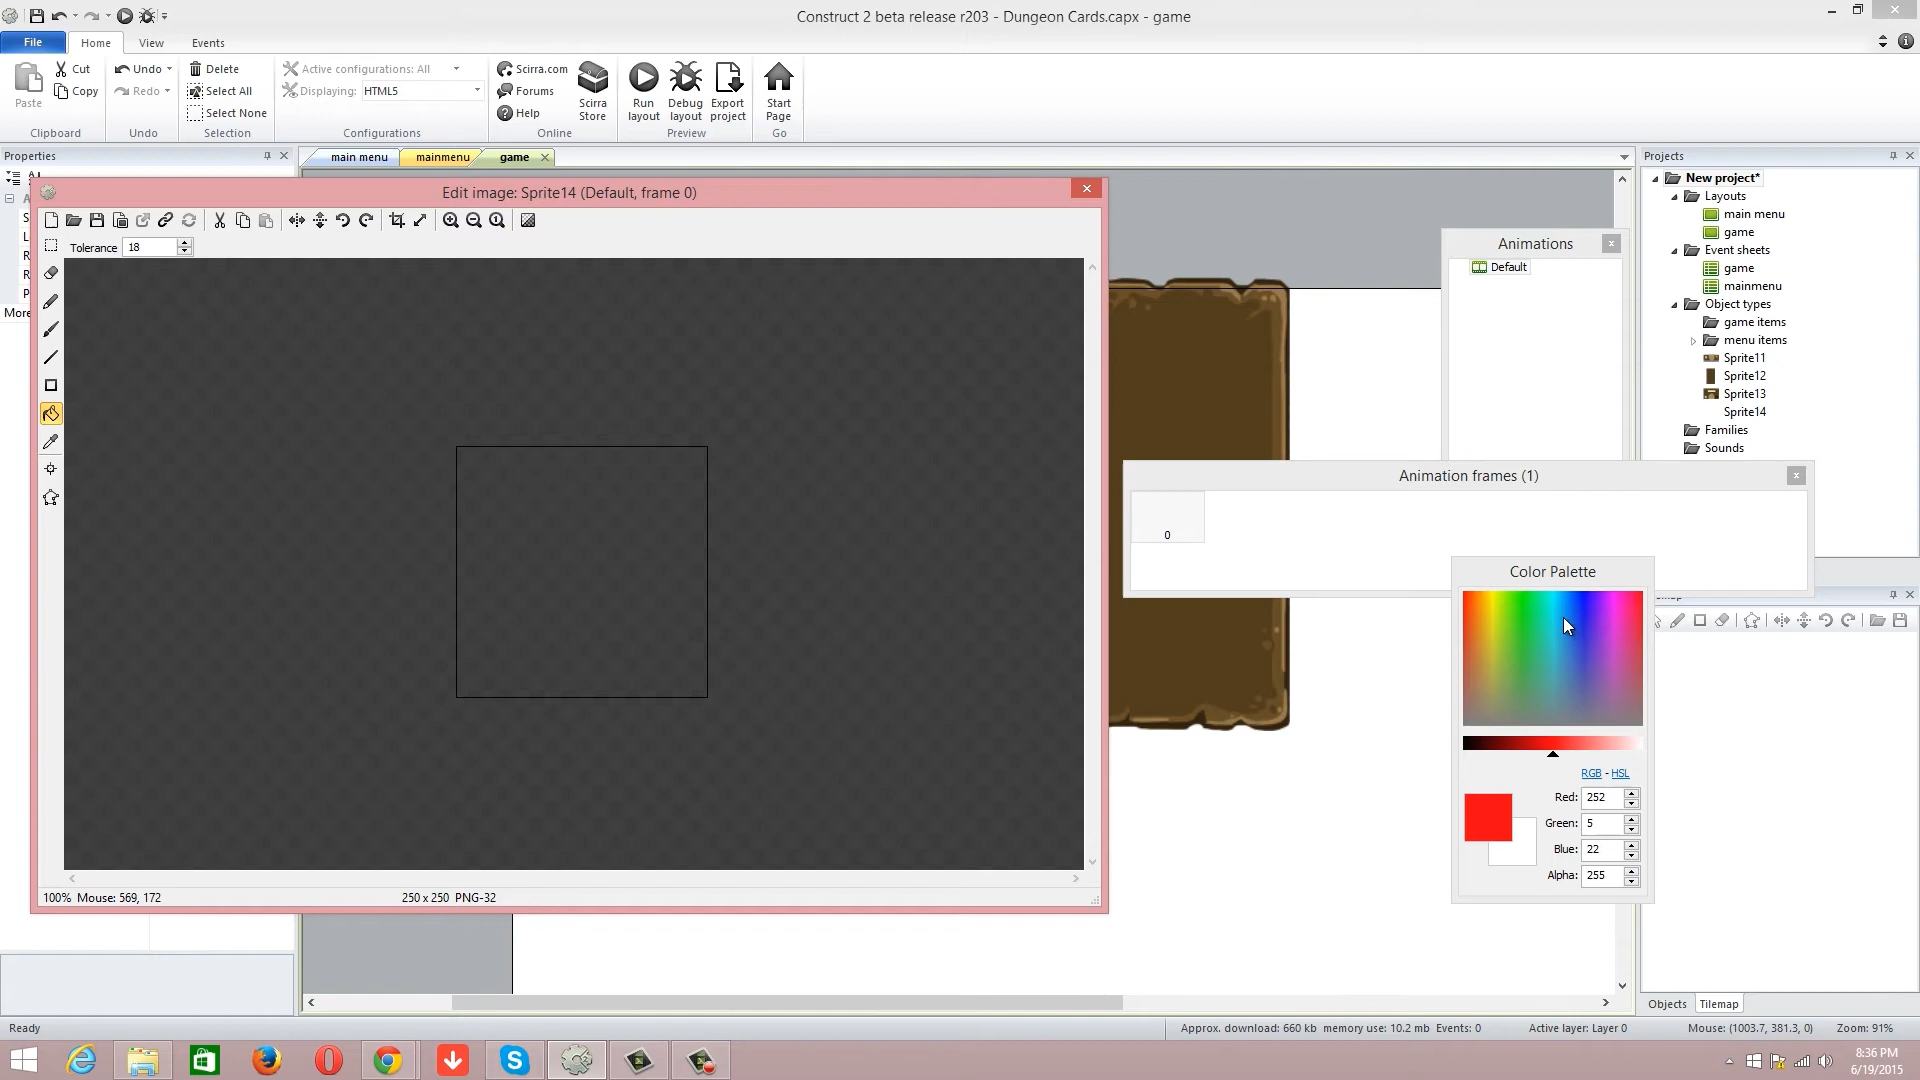 Construct 2 beta release r203 - Dungeon Cards.capx - game
File Home View Events
Cut
Copy
Paste
Clipboard
Undo
Redo
Undo
Delete
Select All
Select None
Selection
Active configurations: All
Displaying: HTML5
Configurations
Scirra.com
Forums
Help
Scirra Store
Online
Run layout
Debug layout
Export project
Preview
Start Page
Go
Properties
main menu mainmenu game
Projects
More
Edit image: Sprite14 (Default, frame 0)
Tolerance 18
100% Mouse: 569, 172
250 x 250 PNG-32
Animations
Default
Animation frames (1)
0
Color Palette
RGB - HSL
Red: 252
Green: 5
Blue: 22
Alpha: 255
New project*
Layouts
main menu
game
Event sheets
game
mainmenu
Object types
game items
menu items
Sprite11
Sprite12
Sprite13
Sprite14
Families
Sounds
Objects Tilemap
Ready
Approx. download: 660 kb memory use: 10.2 mb Events: 0
Active layer: Layer 0
Mouse: (1003.7, 381.3, 0)
Zoom: 91%
8:36 PM
6/19/2015